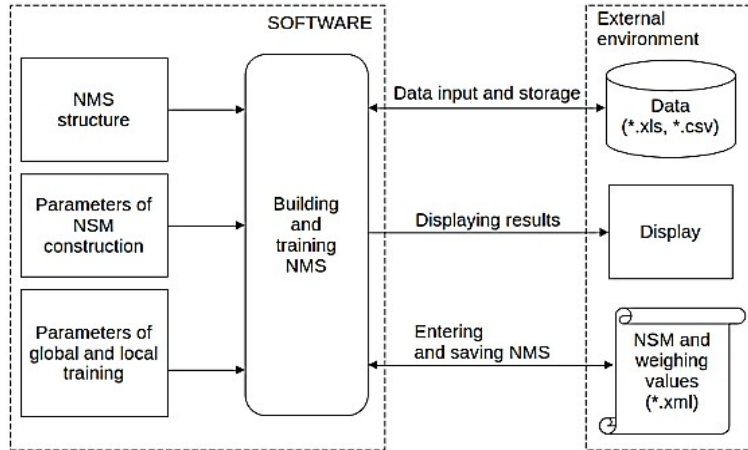 SOFTWARE
External
environment
NMS
structure
Parameters of
NSM
construction
Parameters of
global and local
training
Building
and
training
NMS
Data input and storage
Displaying results
Entering
and saving NMS
Data
(*.xls, *.csv)
Display
NSM and
weighing
values
(*.xml)